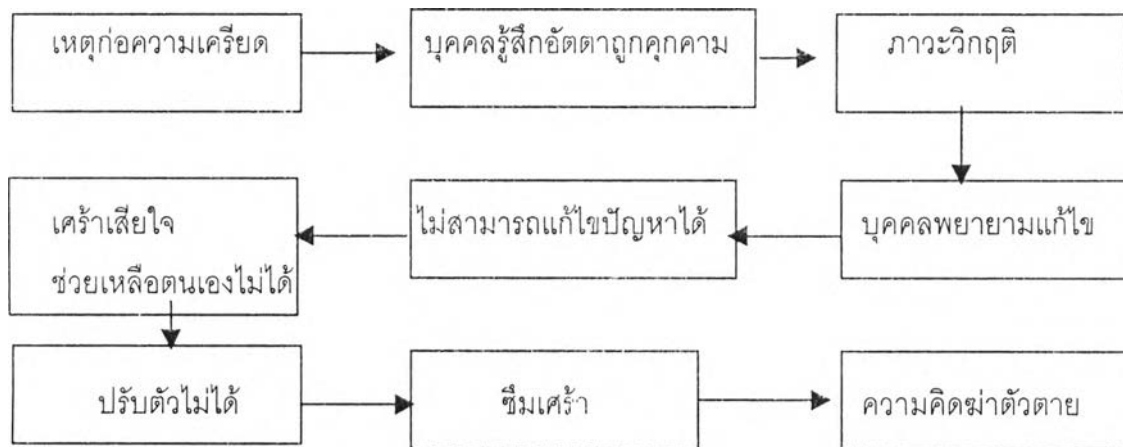 เหตุก่อความเครียด
บุคคลรู้สึกอัตตาถูกคุกคาม
ภาวะวิกฤติ
บุคคลพยายามแก้ไข
ไม่สามารถแก้ไขปัญหาได้
เศร้าเสียใจ
ช่วยเหลือตนเองไม่ได้
ปรับตัวไม่ได้
ซึมเศร้า
ความคิดฆ่าตัวตาย